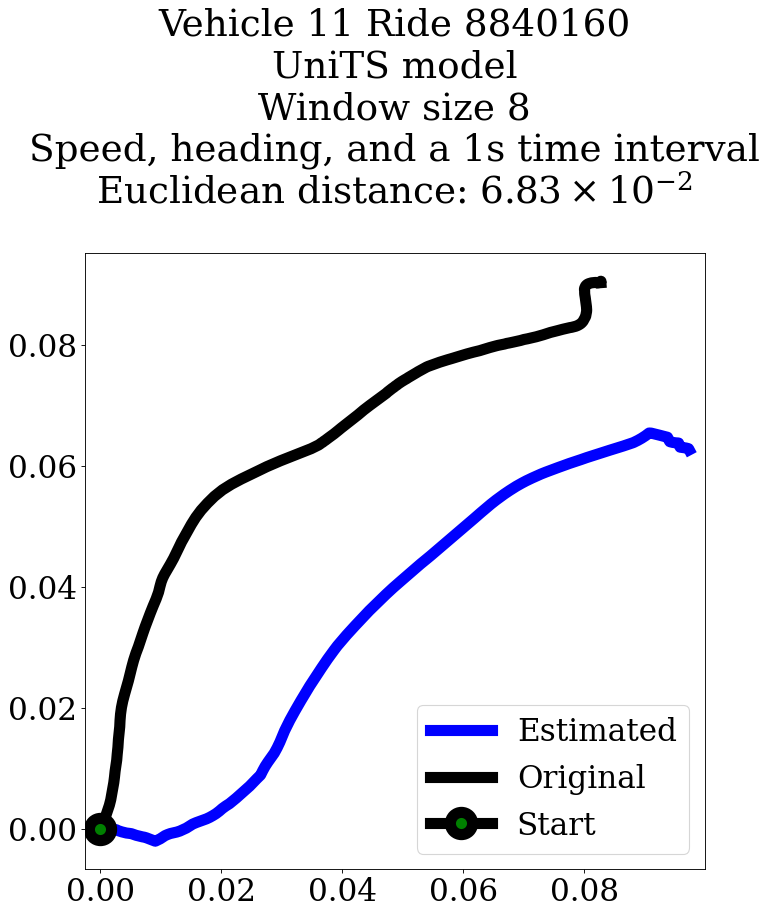 Vehicle 11 Ride 8840160
UniTS model
Window size 8
Speed, heading, and a 1s time interval
Euclidean distance: 6.83 × 10⁻²
0.08
0.06
0.04
0.02
0.00
Estimated
Original
Start
0.00 0.02 0.04 0.06 0.08